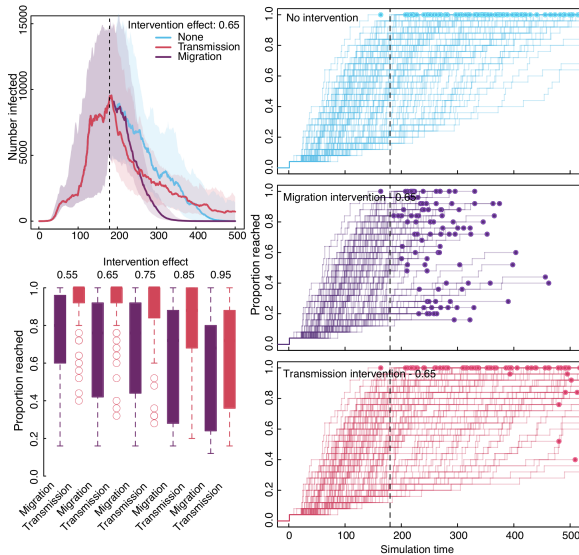 Intervention effect: 0.65
None
Transmission
Migration
Number infected
15000
5000
0
0 100 200 300 400 500
Intervention effect
0.55 0.65 0.75 0.85 0.95
Proportion reached
1.0
0.8
0.6
0.4
0.2
0.0
Migration
Transmission
Migration
Transmission
Migration
Transmission
Migration
Transmission
Migration
Transmission
No intervention
1.0
0.8
0.6
0.4
0.2
0.0
Migration intervention - 0.65
Proportion reached
1.0
0.8
0.6
0.4
0.2
0.0
Transmission intervention - 0.65
1.0
0.8
0.6
0.4
0.2
0.0
0 100 200 300 400 500
Simulation time